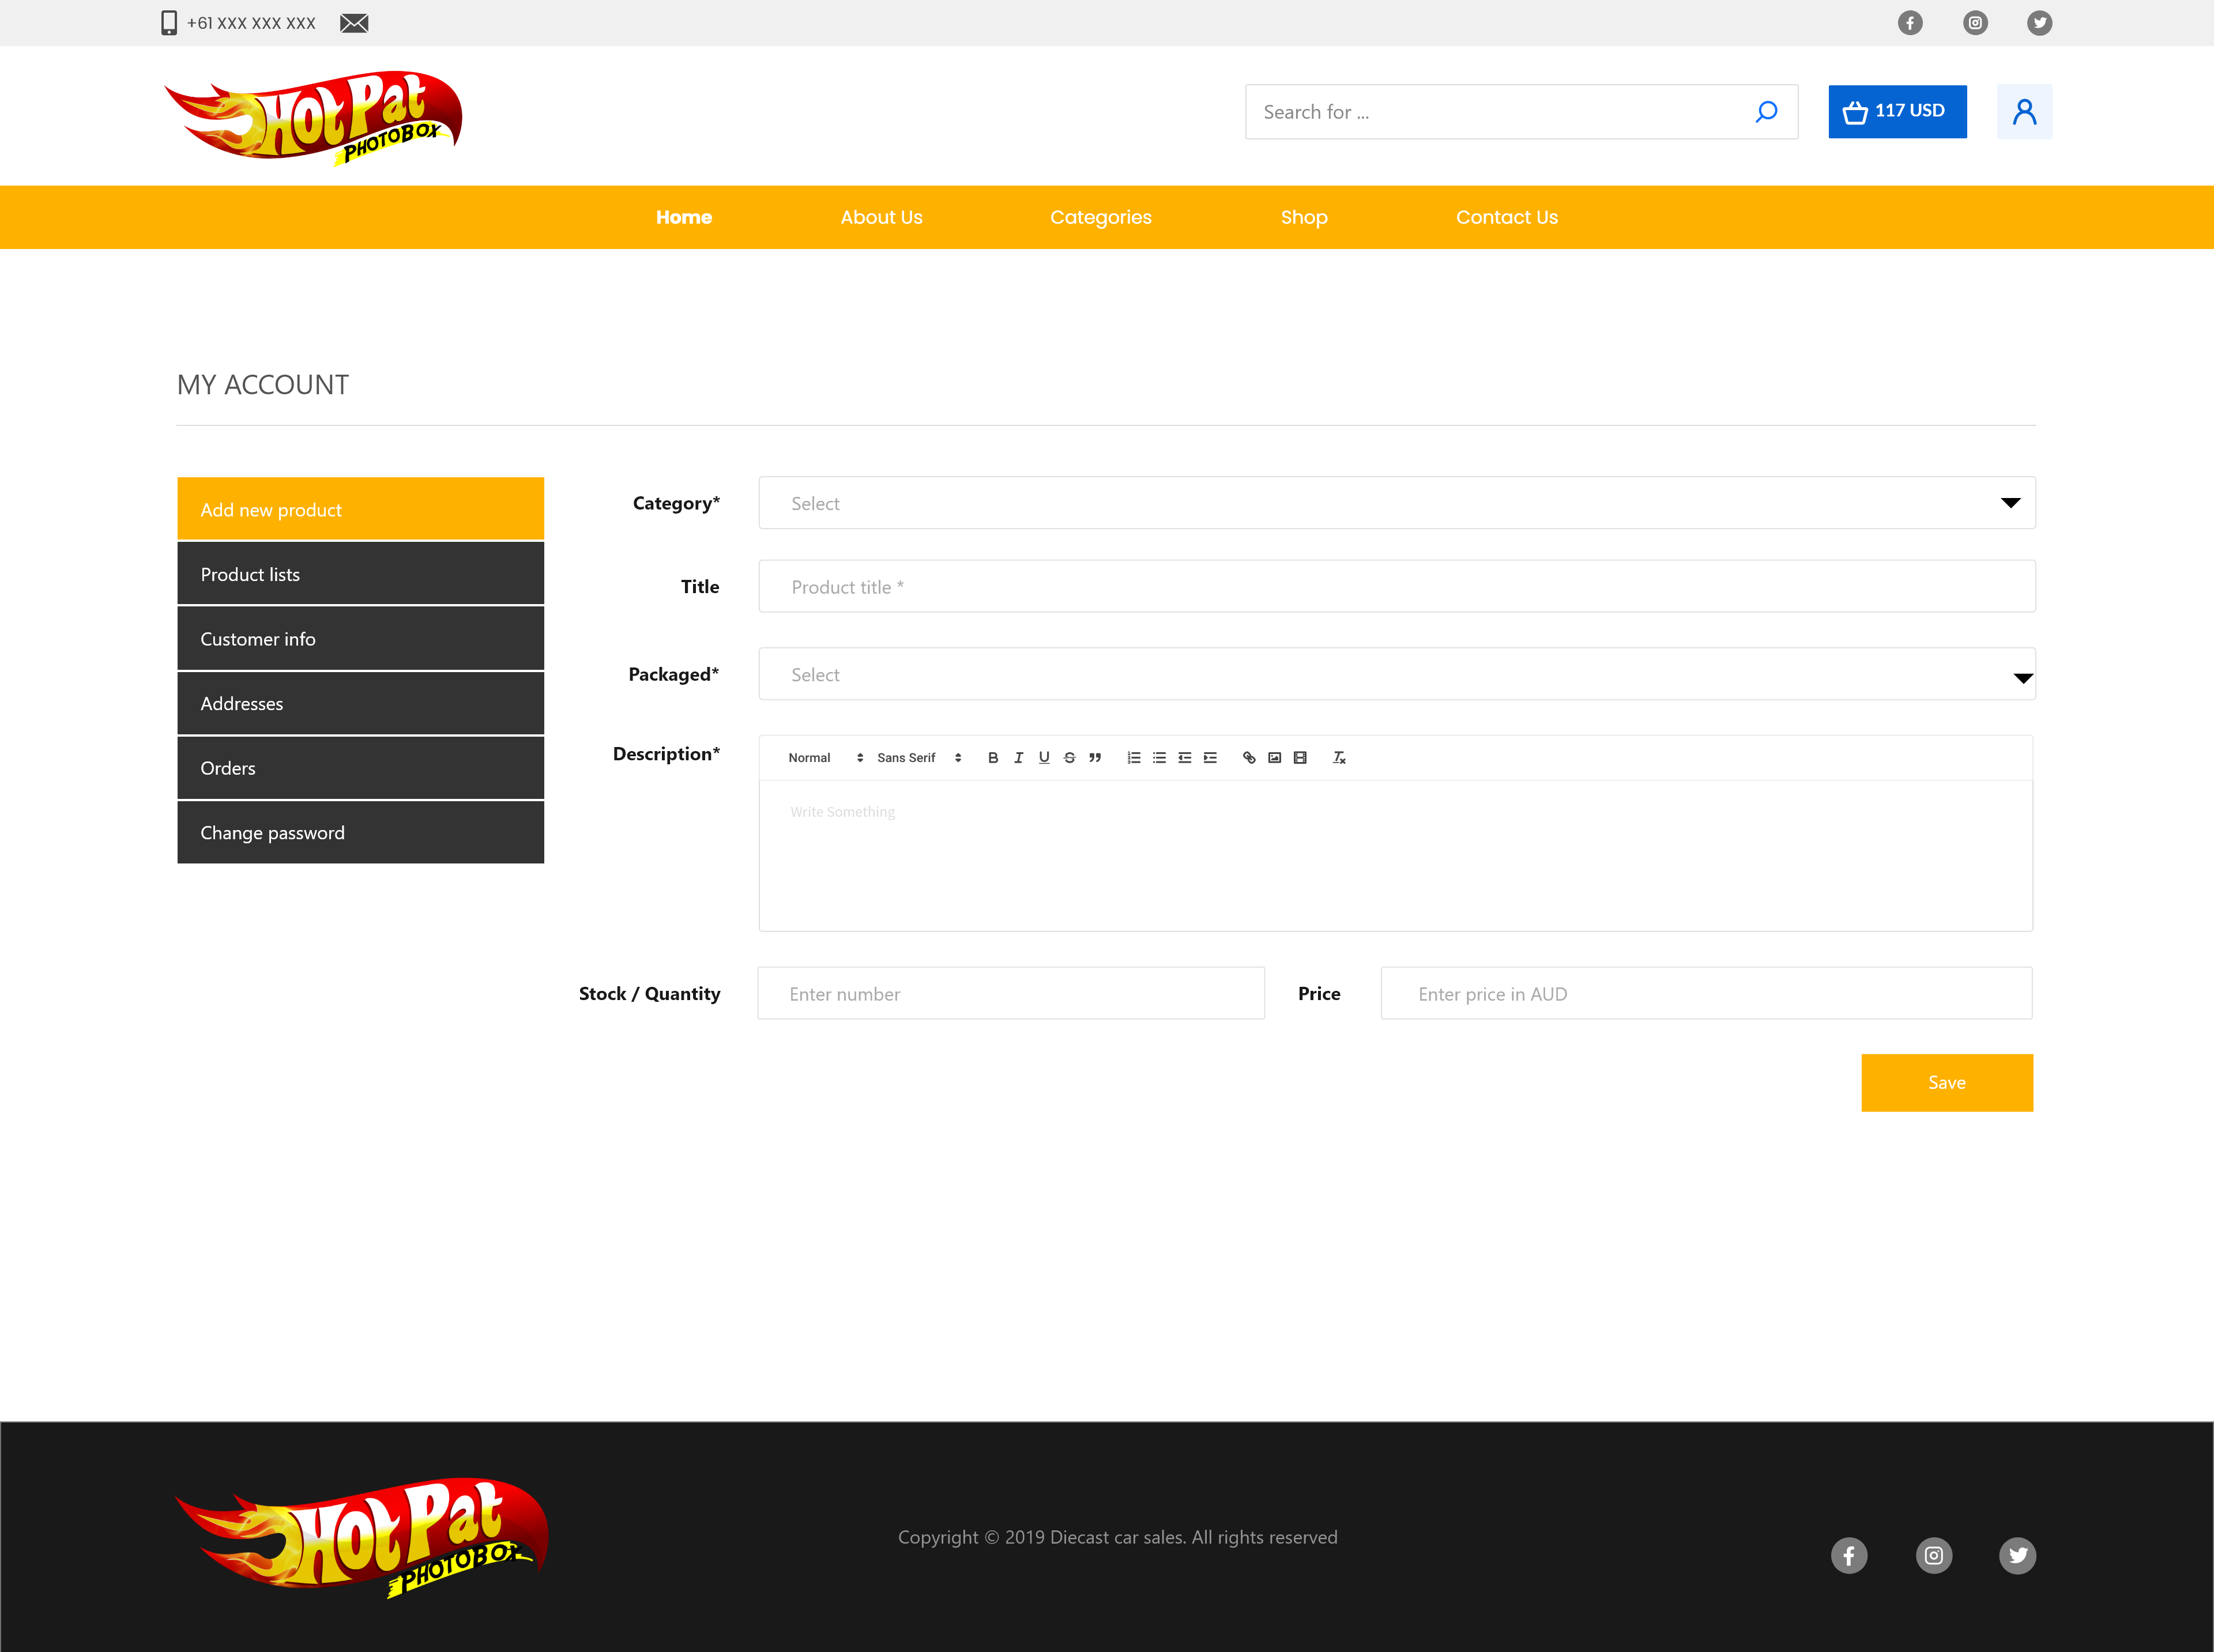 +61 XXX XXX XXX
Hot Pat
PHOTOBOX
Search for ...
117 USD
Home About Us Categories Shop Contact Us
MY ACCOUNT
Add new product
Product lists
Customer info
Addresses
Orders
Change password
Category* Select
Title Product title *
Packaged* Select
Description* Normal Sans Serif B I U S
Write Something
Stock / Quantity Enter number Price Enter price in AUD
Save
Hot Pat
PHOTOBOX
Copyright © 2019 Diecast car sales. All rights reserved